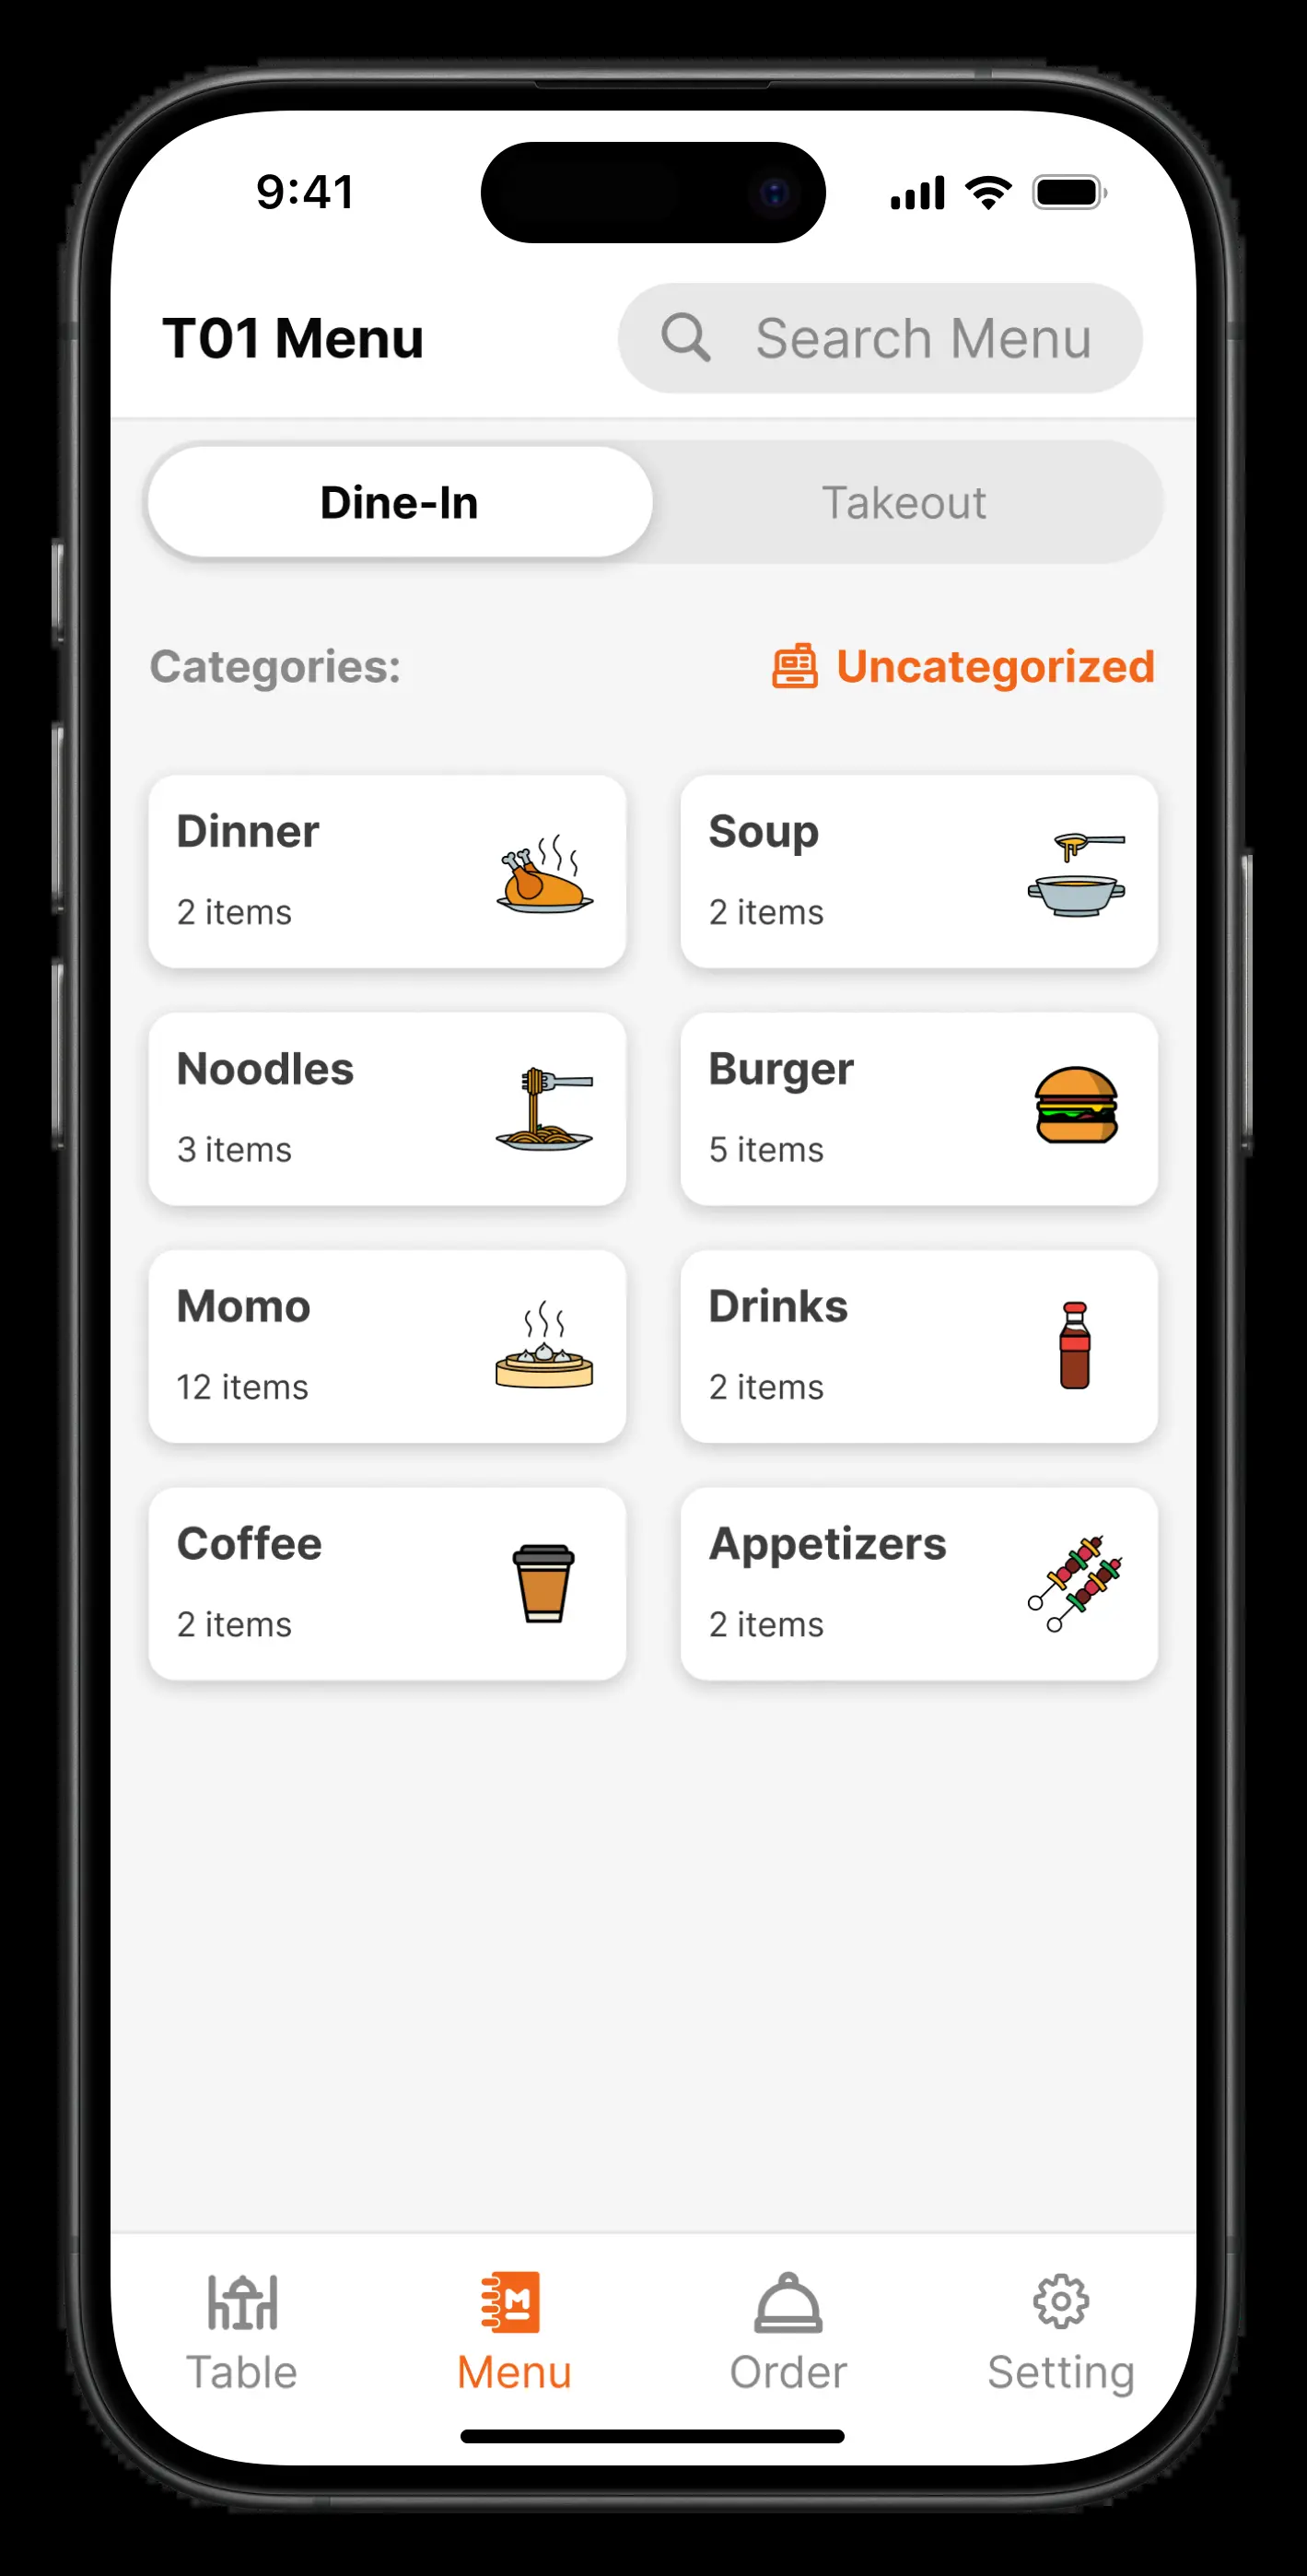 9:41
T01 Menu
Search Menu
Dine-In
Takeout
Categories:
Uncategorized
Dinner
2 items
Soup
2 items
Noodles
3 items
Burger
5 items
Momo
12 items
Drinks
2 items
Coffee
2 items
Appetizers
2 items
M
Table
Menu
Order
Setting